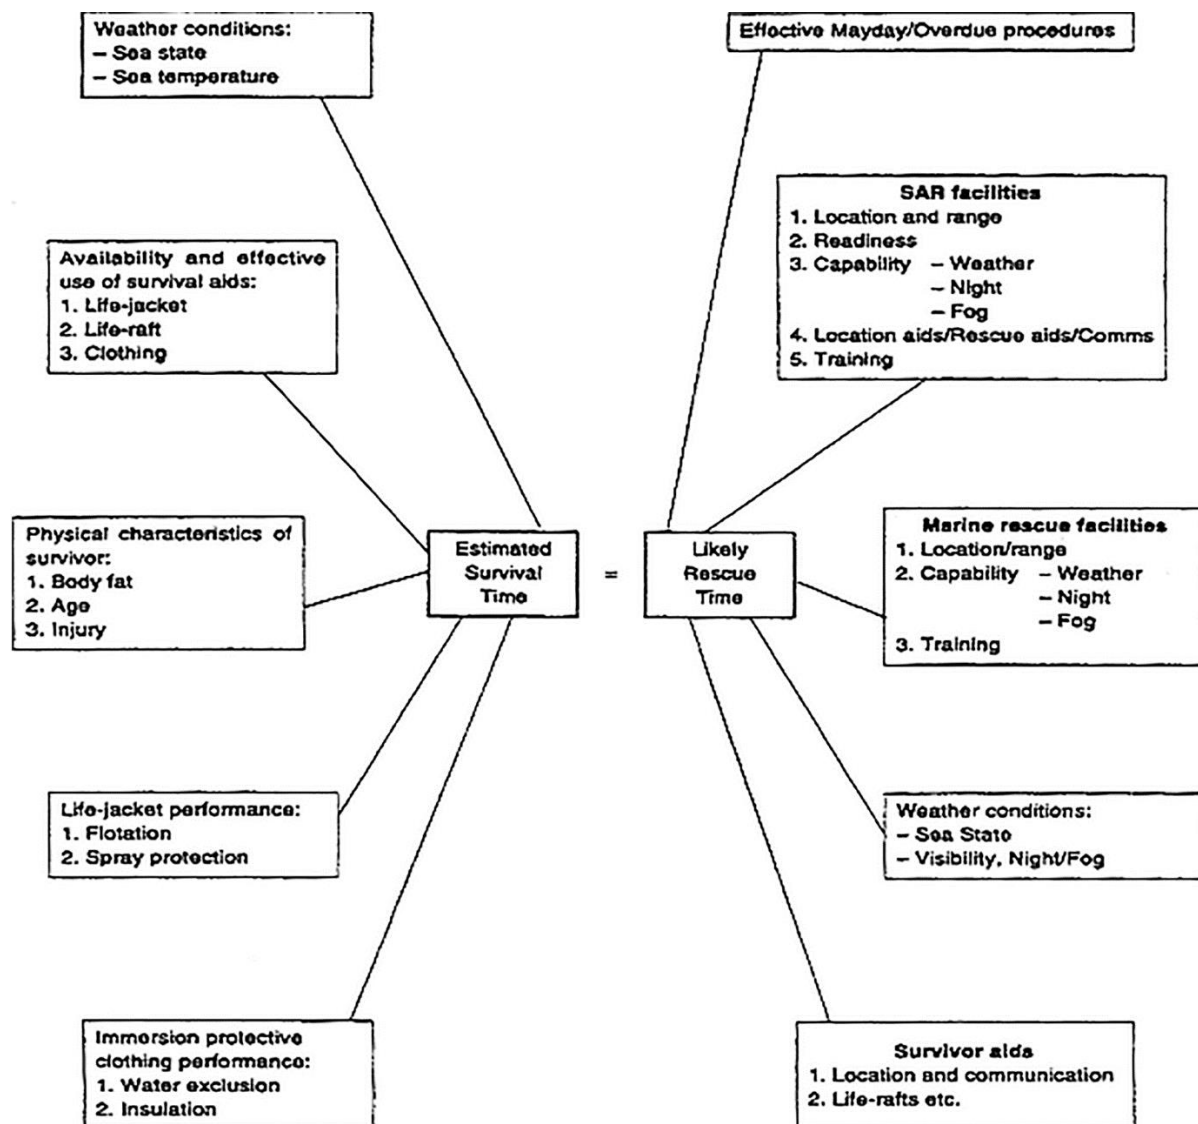 Weather conditions:
– Sea state
– Sea temperature
Availability and effective
use of survival aids:
1. Life-jacket
2. Life-raft
3. Clothing
Physical characteristics of
survivor:
1. Body fat
2. Age
3. Injury
Life-jacket performance:
1. Flotation
2. Spray protection
Immersion protective
clothing performance:
1. Water exclusion
2. Insulation
Estimated
Survival
Time
=
Likely
Rescue
Time
Effective Mayday/Overdue procedures
SAR facilities
1. Location and range
2. Readiness
3. Capability – Weather
– Night
– Fog
4. Location aids/Rescue aids/Comms
5. Training
Marine rescue facilities
1. Location/range
2. Capability – Weather
– Night
– Fog
3. Training
Weather conditions:
– Sea State
– Visibility, Night/Fog
Survivor aids
1. Location and communication
2. Life-rafts etc.